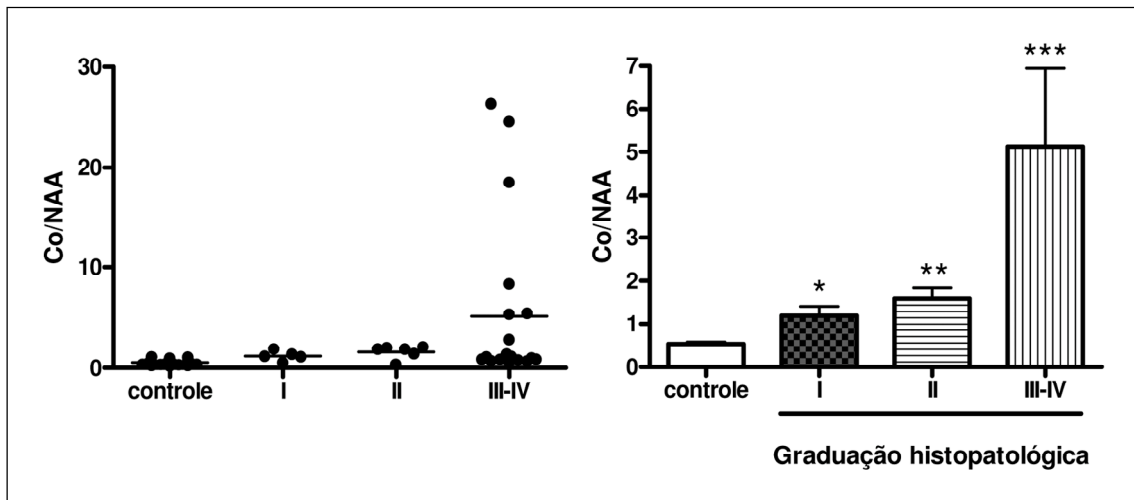 Co/NAA
30
20
10
0
controle
I
II
III-IV
Co/NAA
7
6
5
4
3
2
1
0
*
**
***
controle
I
II
III-IV
Graduação histopatológica